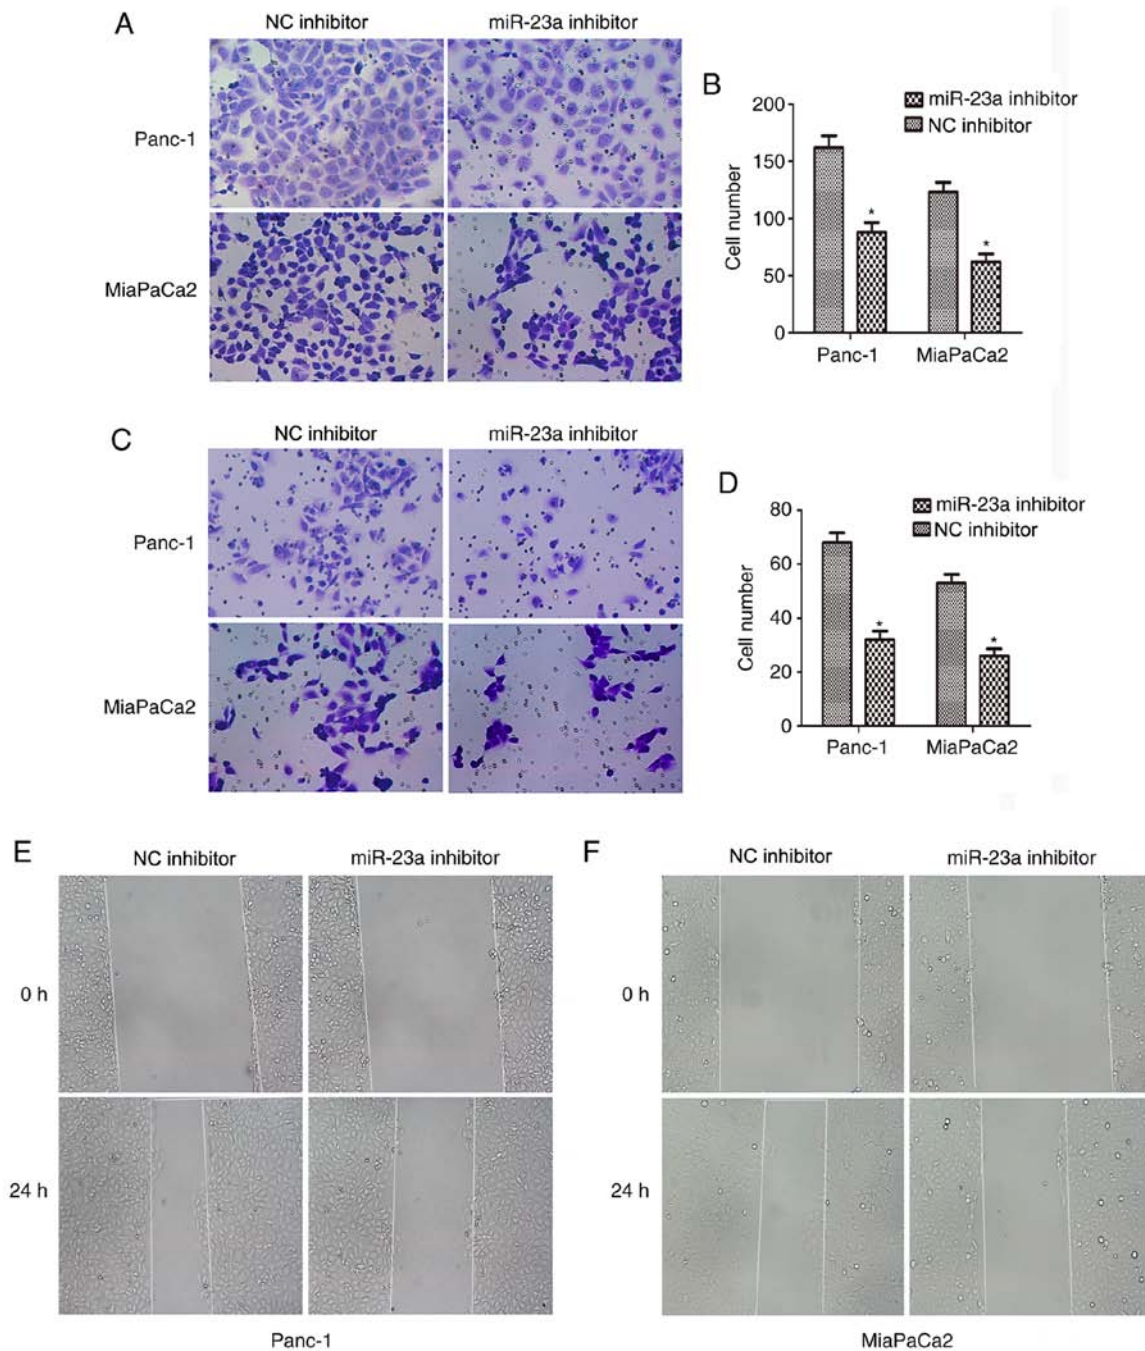 A
NC inhibitor
miR-23a inhibitor
Panc-1
MiaPaCa2
B
miR-23a inhibitor
NC inhibitor
Cell number
200
150
100
50
0
*
*
Panc-1
MiaPaCa2
C
NC inhibitor
miR-23a inhibitor
Panc-1
MiaPaCa2
D
miR-23a inhibitor
NC inhibitor
Cell number
80
60
40
20
0
*
*
Panc-1
MiaPaCa2
E
NC inhibitor
miR-23a inhibitor
0 h
24 h
Panc-1
F
NC inhibitor
miR-23a inhibitor
0 h
24 h
MiaPaCa2